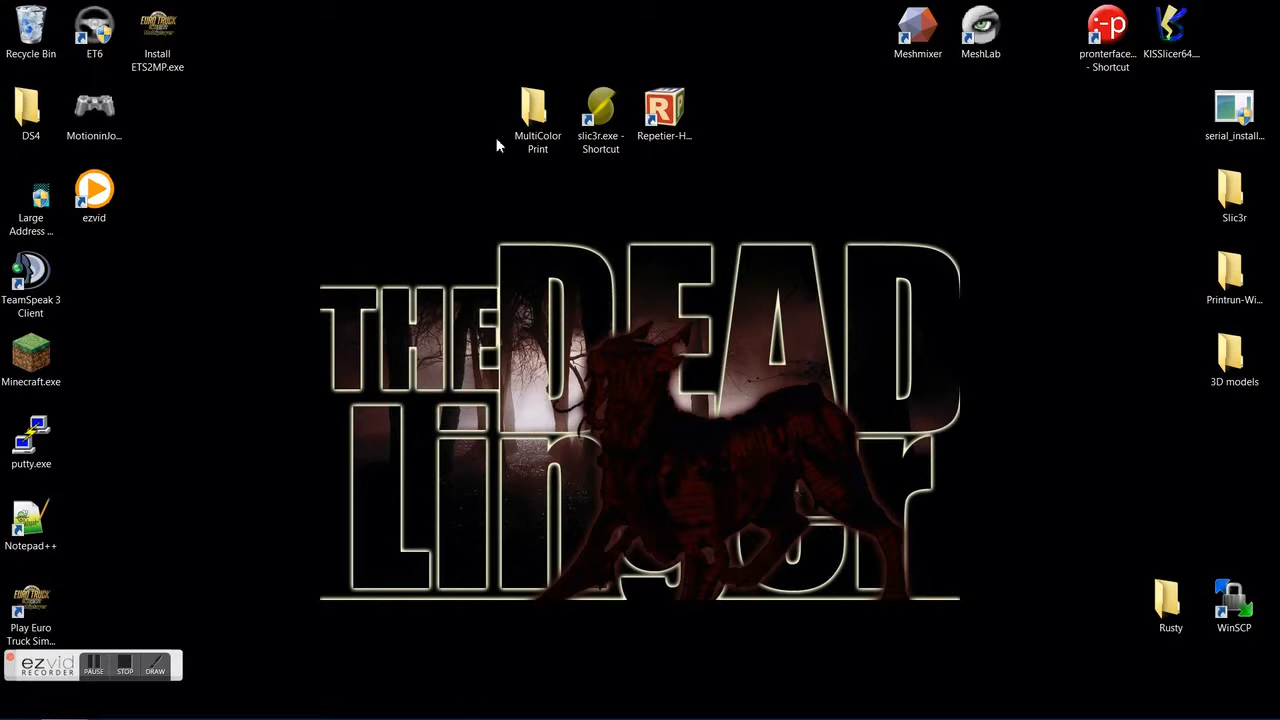 Recycle Bin
ET6
Install
ETS2MP.exe
Meshmixer
MeshLab
pronterface...
- Shortcut
KISSlicer64....
DS4
MotioninJo...
MultiColor
Print
slic3r.exe -
Shortcut
Repetier-H...
serial_install...
Large
Address ...
ezvid
Slic3r
TeamSpeak 3
Client
Printrun-Wi...
Minecraft.exe
3D models
THE DEAD
Linger
putty.exe
Notepad++
Play Euro
Truck Sim...
Rusty
WinSCP
ezvid
RECORDER
PAUSE
STOP
DRAW